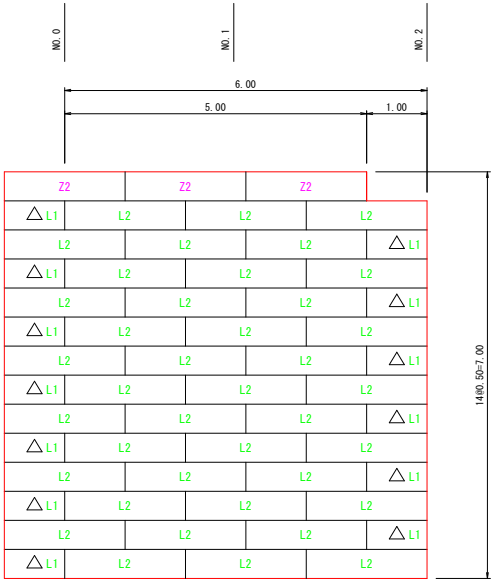 NO.0
NO.1
NO.2
6.00
5.00 1.00
Z2 Z2 Z2
△ L1 L2 L2 L2
L2 L2 L2 △ L1
△ L1 L2 L2 L2
L2 L2 L2 △ L1
△ L1 L2 L2 L2
L2 L2 L2 △ L1
△ L1 L2 L2 L2
L2 L2 L2 △ L1
△ L1 L2 L2 L2
L2 L2 L2 △ L1
△ L1 L2 L2 L2
L2 L2 L2 △ L1
△ L1 L2 L2 L2
14@0.50=7.00